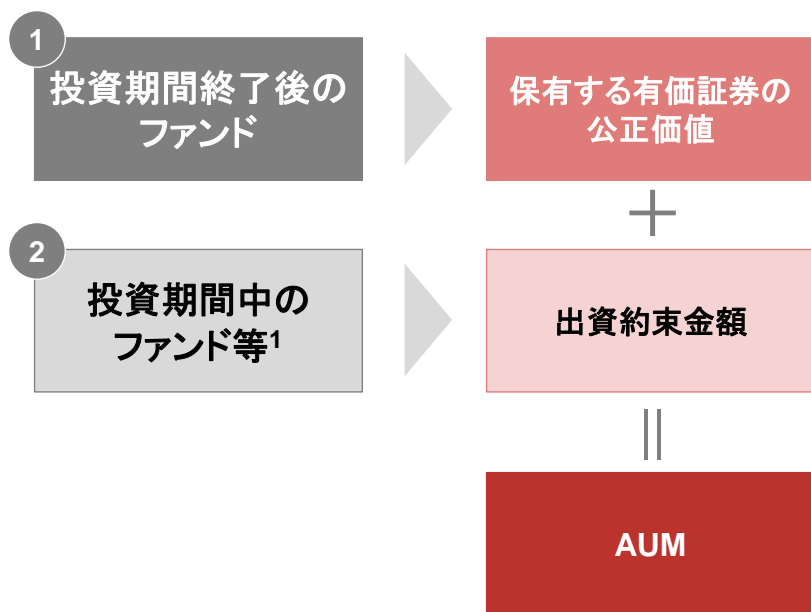 1
投資期間終了後の
ファンド
保有する有価証券の
公正価値
＋
2
投資期間中の
ファンド等¹
出資約束金額
AUM